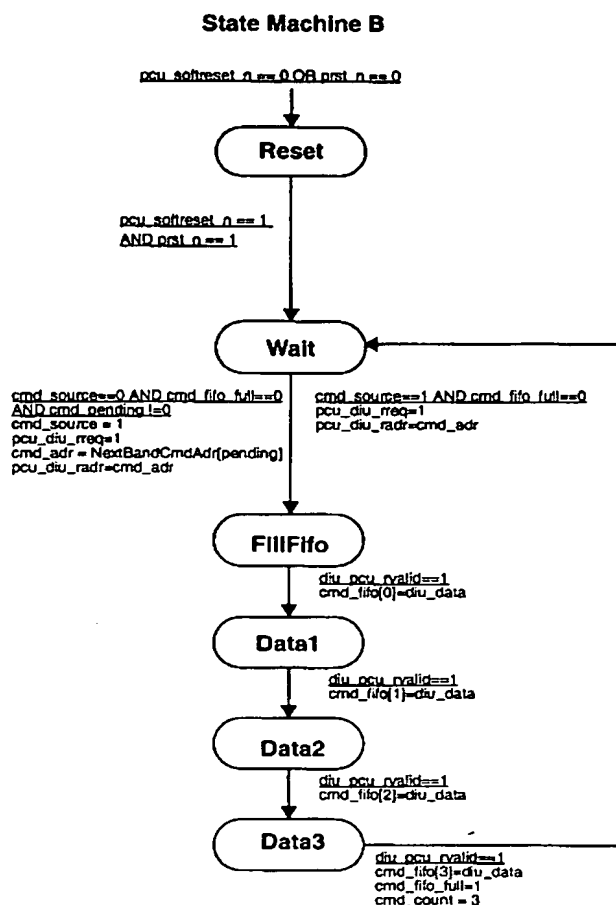 State Machine B
pcu_softreset_n == 0 OR prst_n == 0
Reset
pcu_softreset_n == 1
AND prst_n == 1
Wait
cmd_source==0 AND cmd_fifo_full==0
AND cmd_pending !=0
cmd_source = 1
pcu_diu_rreq=1
cmd_adr = NextBandCmdAdr[pending]
pcu_diu_radr=cmd_adr
cmd_source==1 AND cmd_fifo_full==0
pcu_diu_rreq=1
pcu_diu_radr=cmd_adr
FillFifo
diu_pcu_rvalid==1
cmd_fifo[0]=diu_data
Data1
diu_pcu_rvalid==1
cmd_fifo[1]=diu_data
Data2
diu_pcu_rvalid==1
cmd_fifo[2]=diu_data
Data3
diu_pcu_rvalid==1
cmd_fifo[3]=diu_data
cmd_fifo_full=1
cmd_count = 3